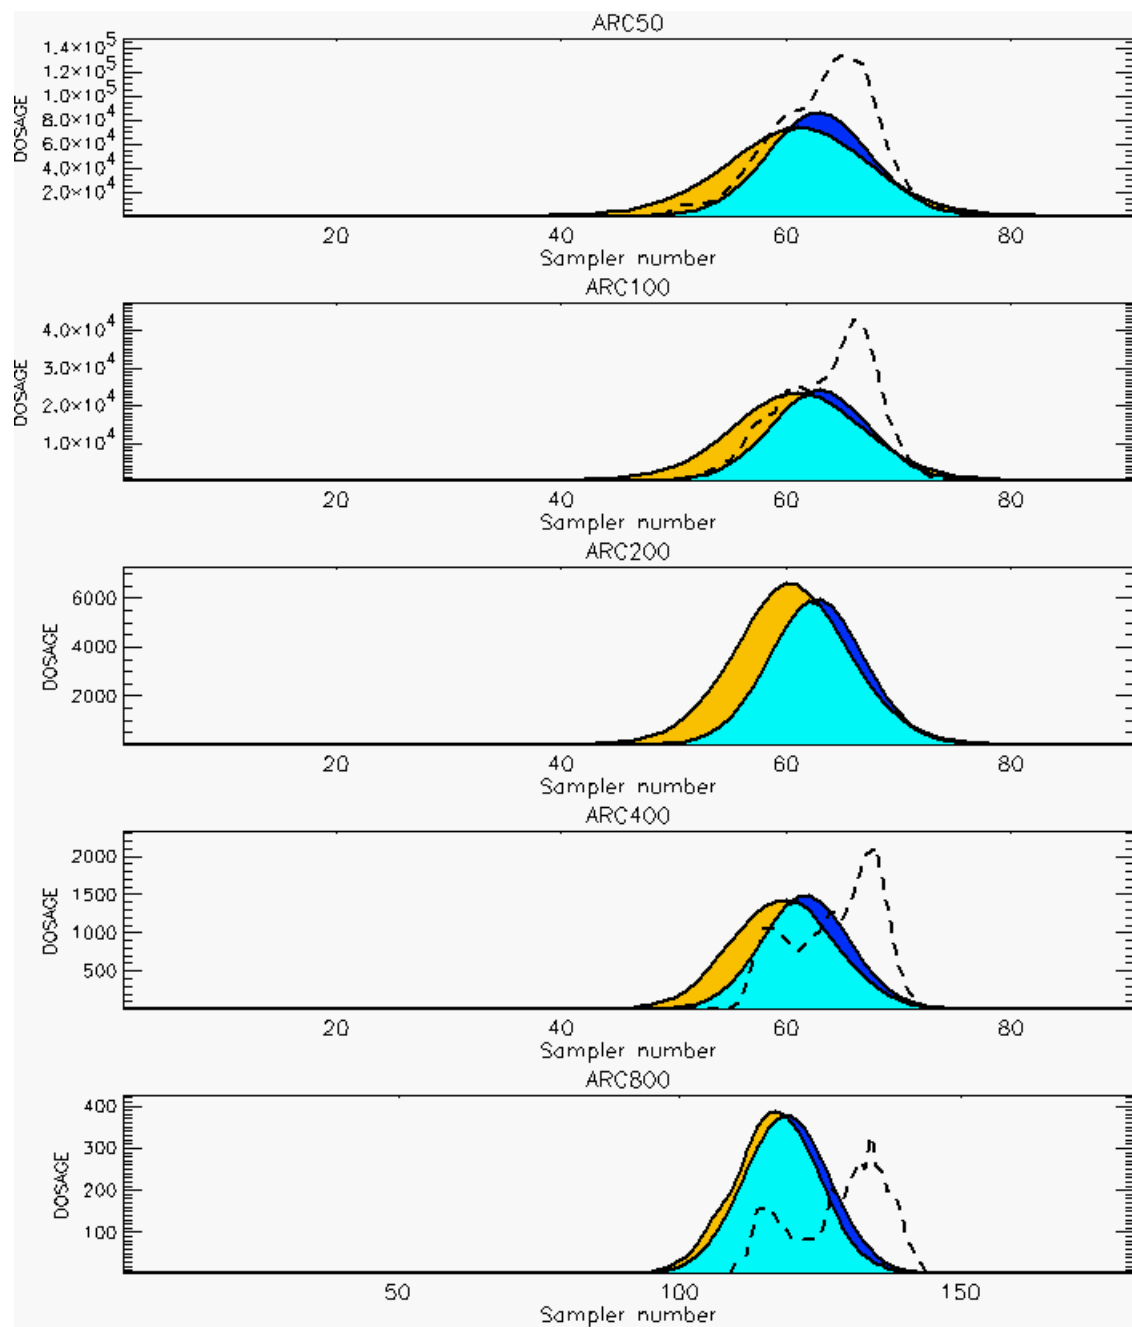 ARC50
1.4×10⁵
1.2×10⁵
1.0×10⁵
8.0×10⁴
6.0×10⁴
4.0×10⁴
2.0×10⁴
DOSAGE
20 40 60 80
Sampler number
ARC100
4.0×10⁴
3.0×10⁴
2.0×10⁴
1.0×10⁴
DOSAGE
20 40 60 80
Sampler number
ARC200
6000
4000
2000
DOSAGE
20 40 60 80
Sampler number
ARC400
2000
1500
1000
500
DOSAGE
20 40 60 80
Sampler number
ARC800
400
300
200
100
DOSAGE
50 100 150
Sampler number